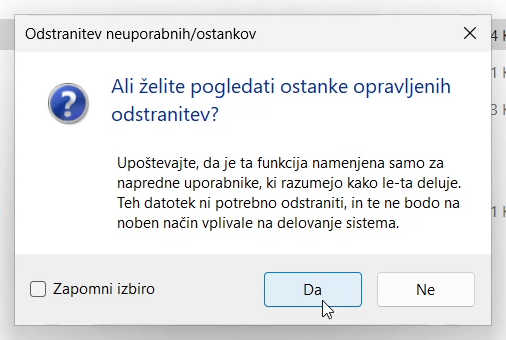 Odstranitev neuporabnih/ostankov
Ali želite pogledati ostanke opravljenih
odstranitev?
Upoštevajte, da je ta funkcija namenjena samo za
napredne uporabnike, ki razumejo kako le-ta deluje.
Teh datotek ni potrebno odstraniti, in te ne bodo na
noben način vplivale na delovanje sistema.
Zapomni izbiro
Da
Ne